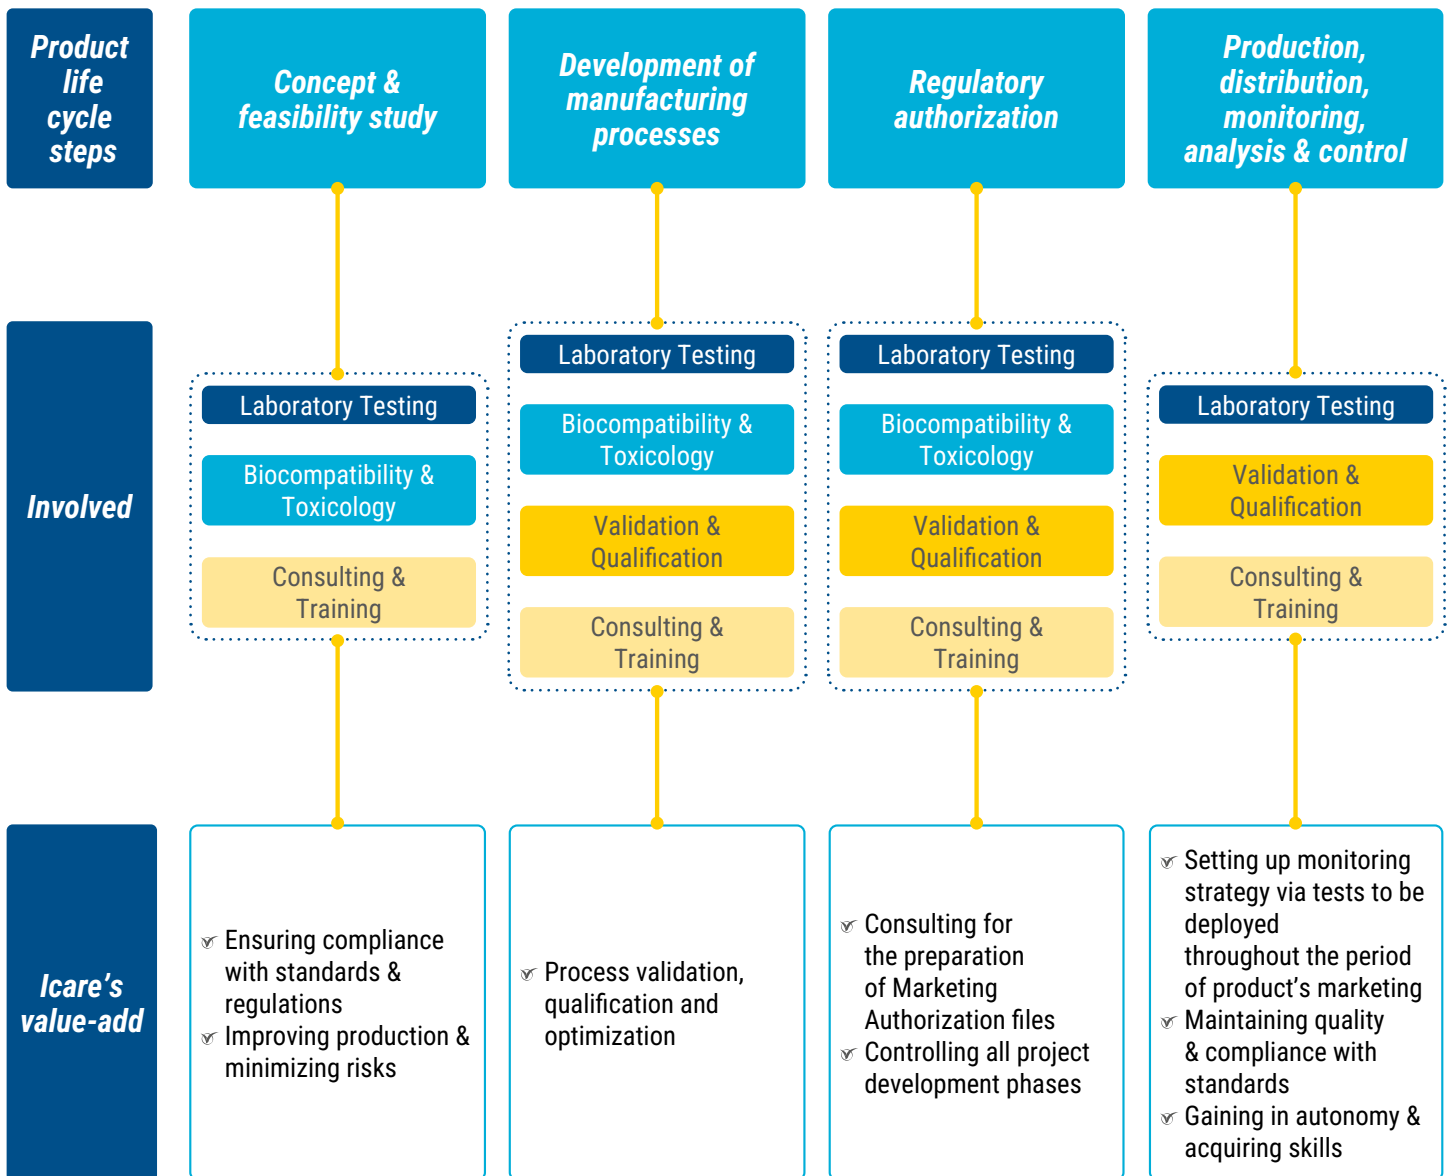 Product
life
cycle
steps
Concept &
feasibility study
Development of
manufacturing
processes
Regulatory
authorization
Production,
distribution,
monitoring,
analysis & control
Involved
Laboratory Testing
Biocompatibility &
Toxicology
Consulting &
Training
Laboratory Testing
Biocompatibility &
Toxicology
Validation &
Qualification
Consulting &
Training
Laboratory Testing
Biocompatibility &
Toxicology
Validation &
Qualification
Consulting &
Training
Laboratory Testing
Validation &
Qualification
Consulting &
Training
Icare's
value-add
Ensuring compliance
with standards &
regulations
Improving production &
minimizing risks
Process validation,
qualification and
optimization
Consulting for
the preparation
of Marketing
Authorization files
Controlling all project
development phases
Setting up monitoring
strategy via tests to be
deployed
throughout the period
of product's marketing
Maintaining quality
& compliance with
standards
Gaining in autonomy &
acquiring skills